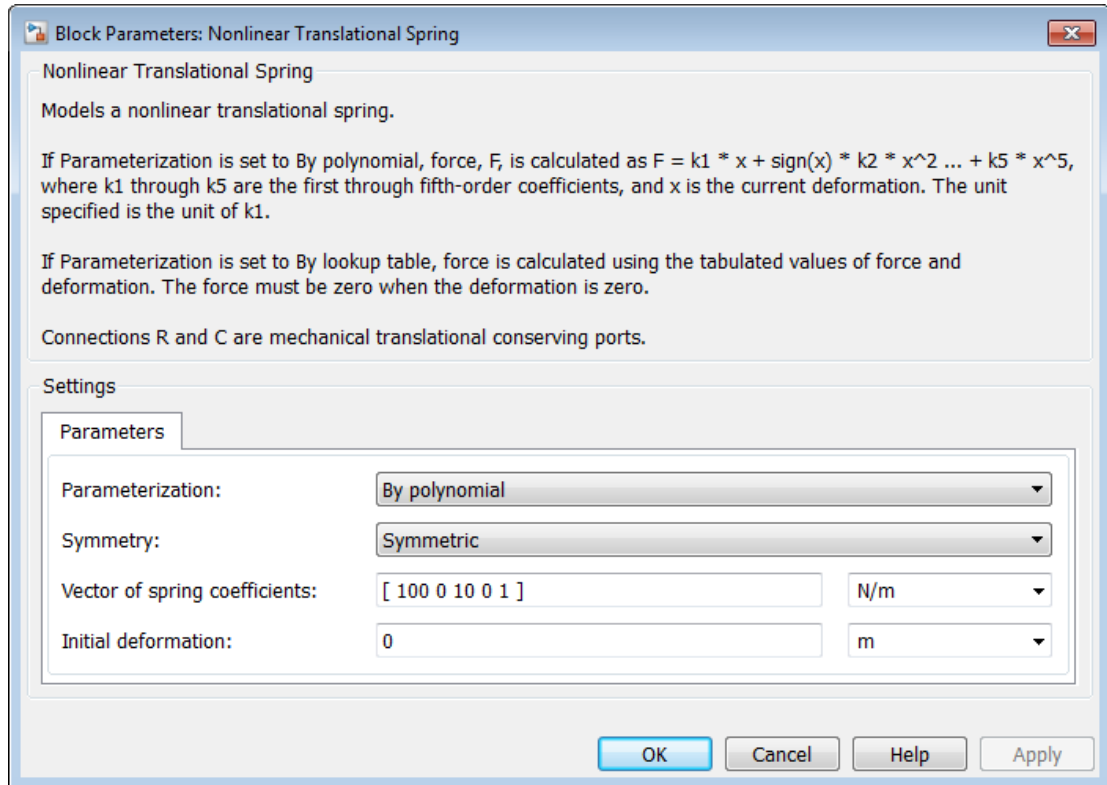 Block Parameters: Nonlinear Translational Spring
Nonlinear Translational Spring
Models a nonlinear translational spring.
If Parameterization is set to By polynomial, force, F, is calculated as F = k1 * x + sign(x) * k2 * x^2 ... + k5 * x^5,
where k1 through k5 are the first through fifth-order coefficients, and x is the current deformation. The unit
specified is the unit of k1.
If Parameterization is set to By lookup table, force is calculated using the tabulated values of force and
deformation. The force must be zero when the deformation is zero.
Connections R and C are mechanical translational conserving ports.
Settings
Parameters
Parameterization: By polynomial
Symmetry: Symmetric
Vector of spring coefficients: [ 100 0 10 0 1 ] N/m
Initial deformation: 0 m
OK Cancel Help Apply